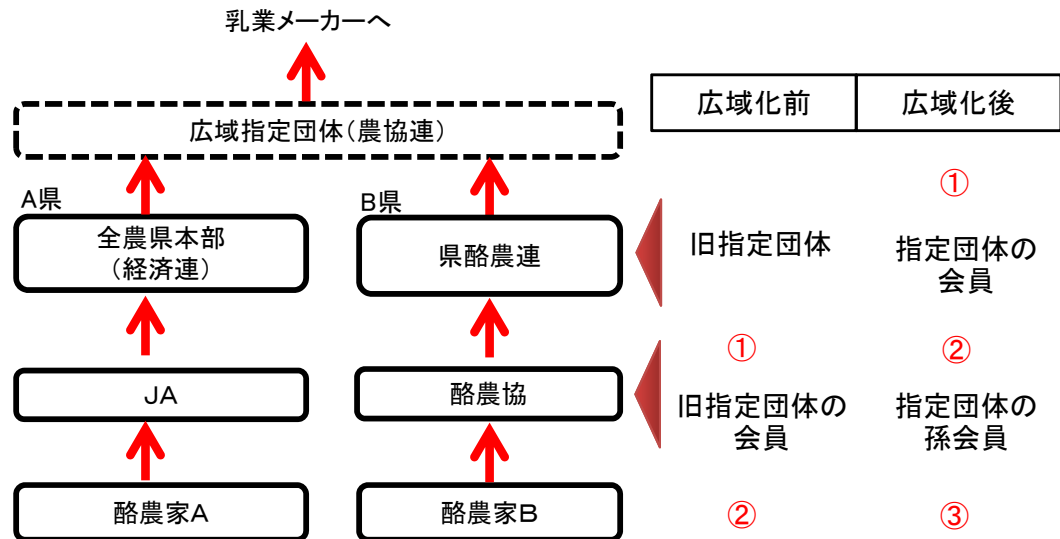 乳業メーカーへ
広域指定団体(農協連)
広域化前
広域化後
A県
B県
①
全農県本部
(経済連)
県酪農連
旧指定団体
指定団体の
会員
①
②
JA
酪農協
旧指定団体の
会員
指定団体の
孫会員
酪農家A
酪農家B
②
③